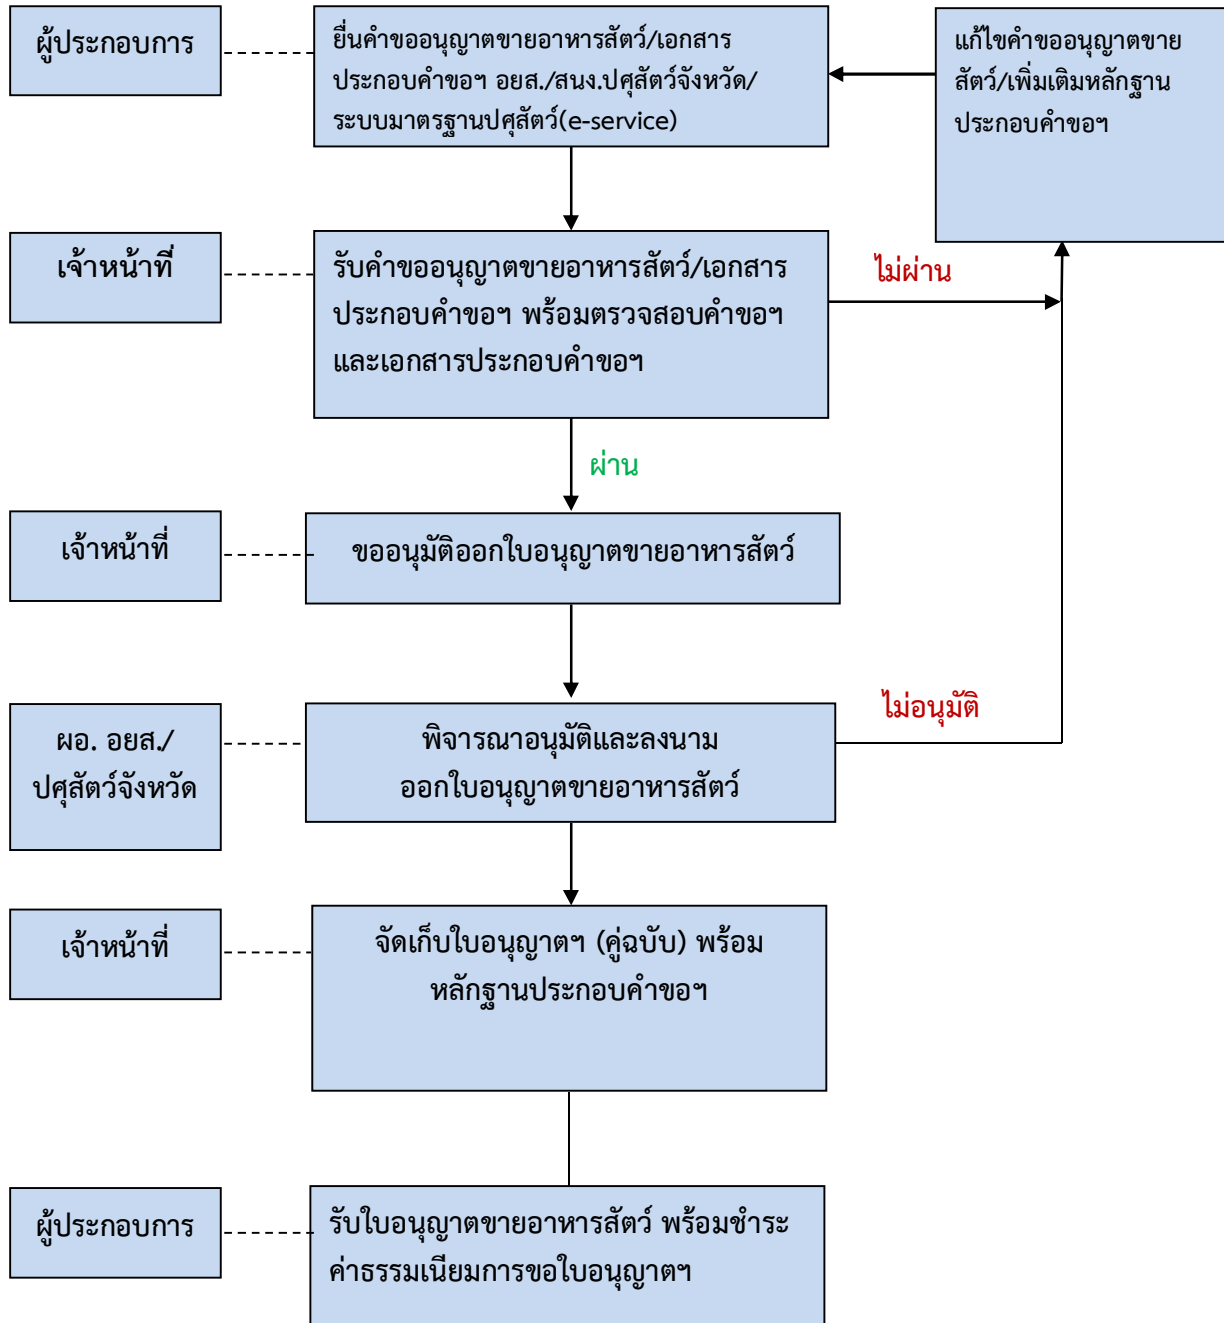 ผู้ประกอบการ
ยื่นคำขออนุญาตขายอาหารสัตว์/เอกสาร
ประกอบคำขอฯ อยส./สนง.ปศุสัตว์จังหวัด/
ระบบมาตรฐานปศุสัตว์(e-service)
แก้ไขคำขออนุญาตขาย
สัตว์/เพิ่มเติมหลักฐาน
ประกอบคำขอฯ
เจ้าหน้าที่
รับคำขออนุญาตขายอาหารสัตว์/เอกสาร
ประกอบคำขอฯ พร้อมตรวจสอบคำขอฯ
และเอกสารประกอบคำขอฯ
ไม่ผ่าน
ผ่าน
เจ้าหน้าที่
ขออนุมัติออกใบอนุญาตขายอาหารสัตว์
ผอ. อยส./
ปศุสัตว์จังหวัด
พิจารณาอนุมัติและลงนาม
ออกใบอนุญาตขายอาหารสัตว์
ไม่อนุมัติ
เจ้าหน้าที่
จัดเก็บใบอนุญาตฯ (คู่ฉบับ) พร้อม
หลักฐานประกอบคำขอฯ
ผู้ประกอบการ
รับใบอนุญาตขายอาหารสัตว์ พร้อมชำระ
ค่าธรรมเนียมการขอใบอนุญาตฯ